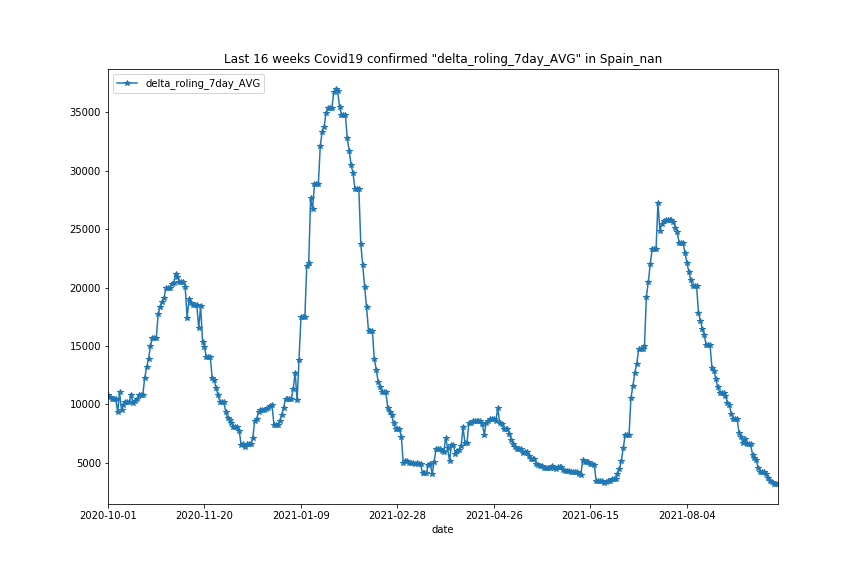 Last 16 weeks Covid19 confirmed "delta_roling_7day_AVG" in Spain_nan
delta_roling_7day_AVG
35000
30000
25000
20000
15000
10000
5000
2020-10-01 2020-11-20 2021-01-09 2021-02-28 2021-04-26 2021-06-15 2021-08-04
date